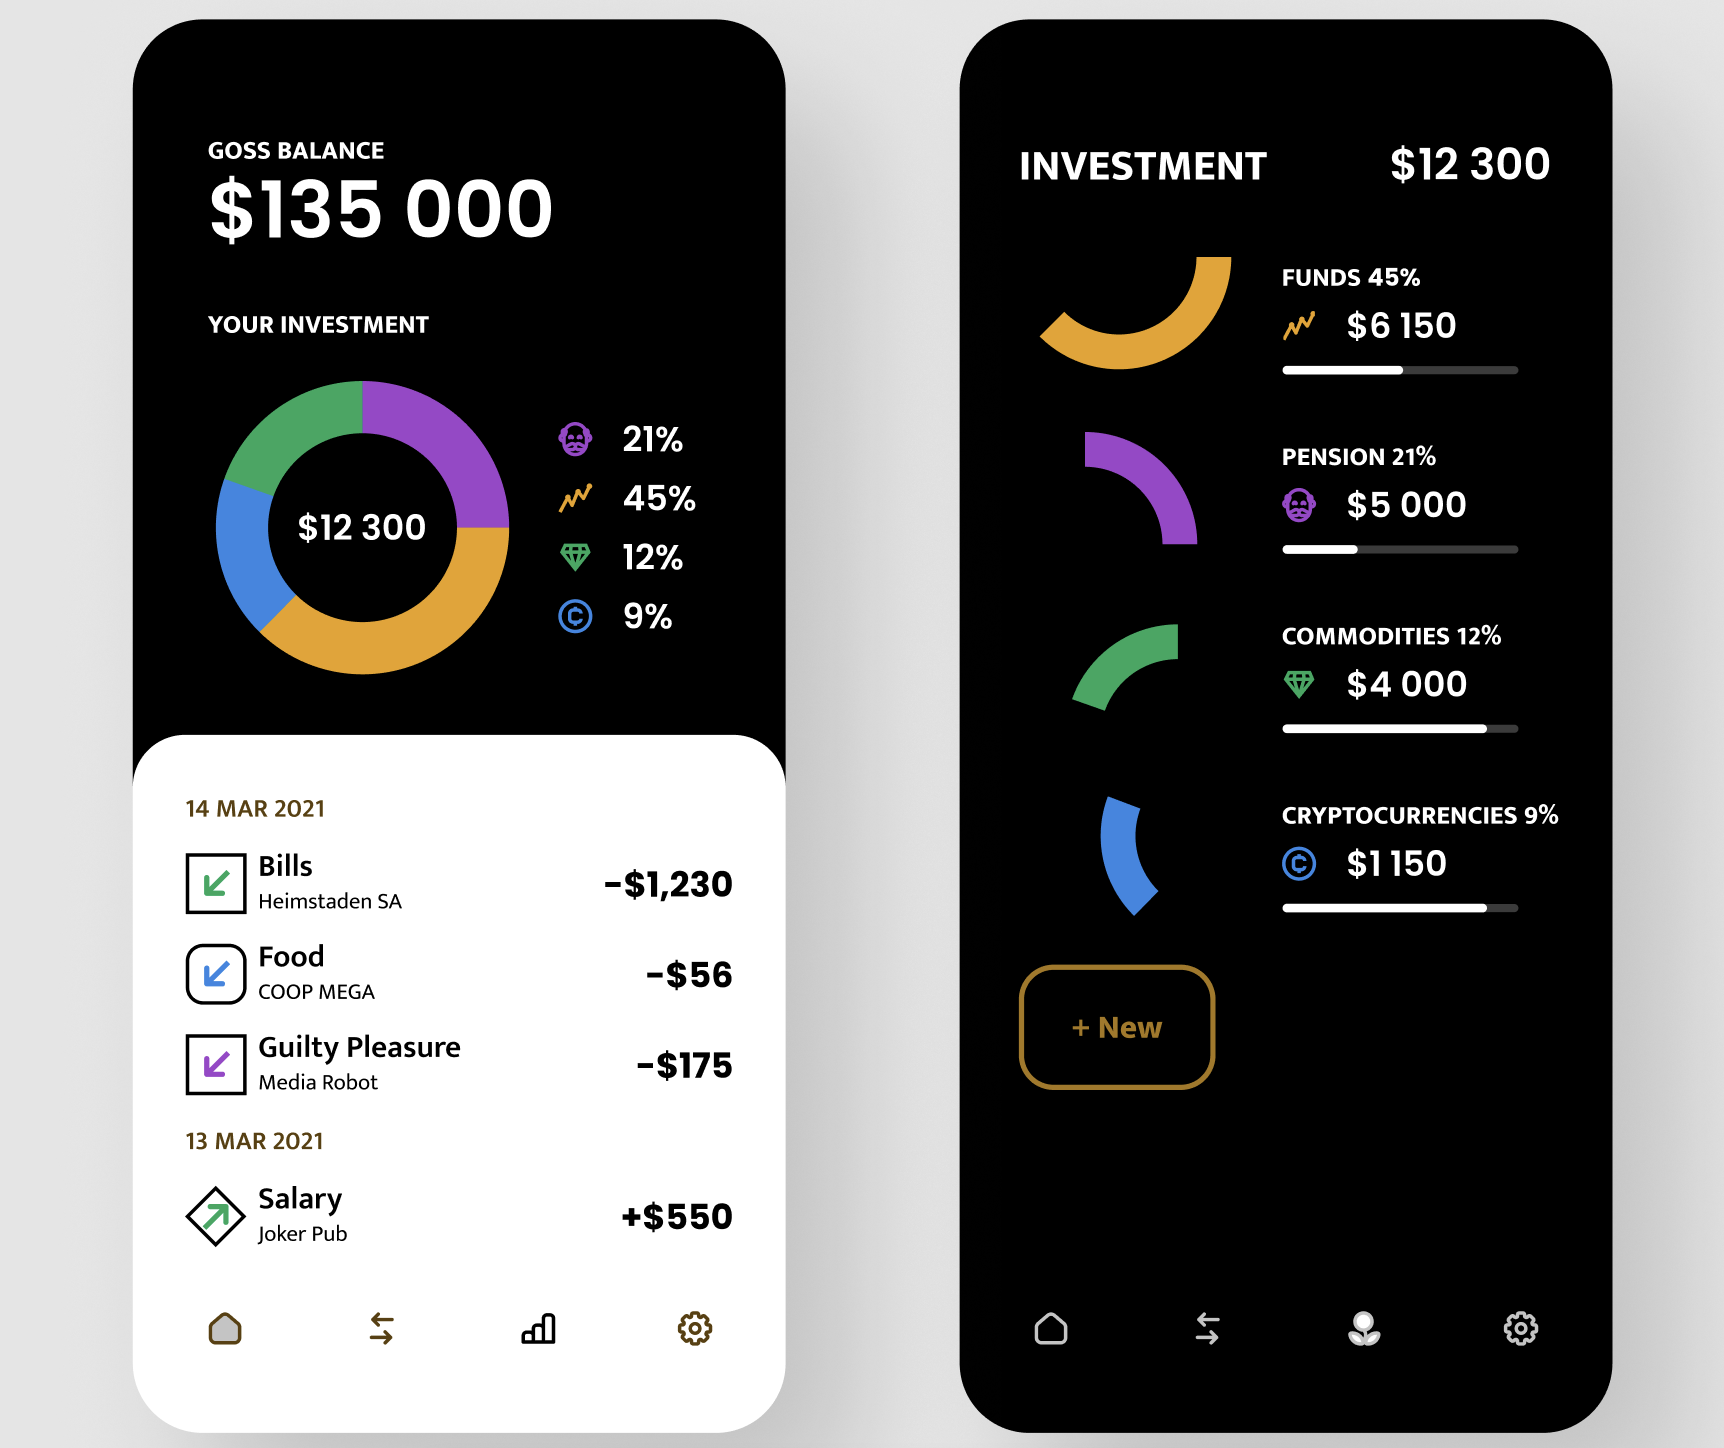 GOSS BALANCE
$135 000
YOUR INVESTMENT
$12 300
21%
45%
12%
9%
14 MAR 2021
Bills
Heimstaden SA
-$1,230
Food
COOP MEGA
-$56
Guilty Pleasure
Media Robot
-$175
13 MAR 2021
Salary
Joker Pub
+$550
INVESTMENT
$12 300
FUNDS 45%
$6 150
PENSION 21%
$5 000
COMMODITIES 12%
$4 000
CRYPTOCURRENCIES 9%
$1 150
+ New